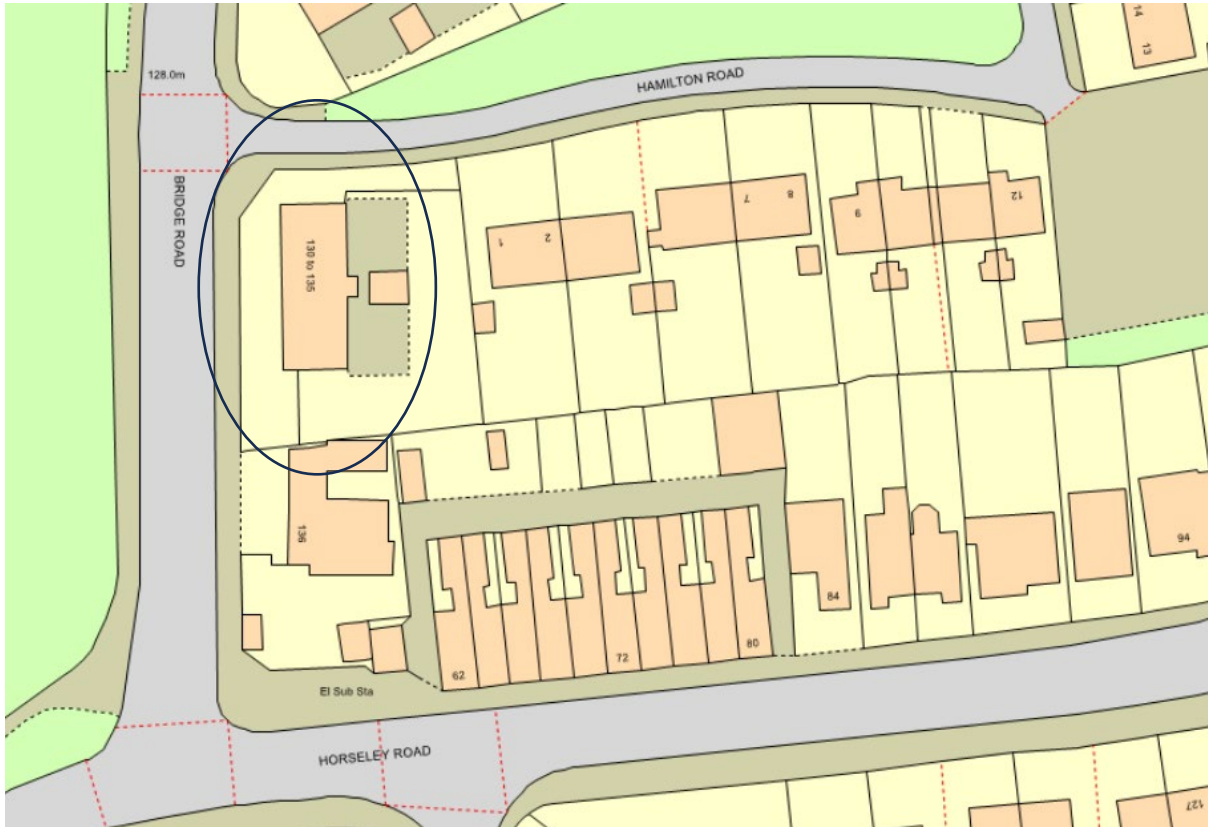 14
13
128.0m
HAMILTON ROAD
BRIDGE ROAD
130 to 135
1
2
7
8
9
12
136
62
72
80
84
94
El Sub Sta
HORSELEY ROAD
127